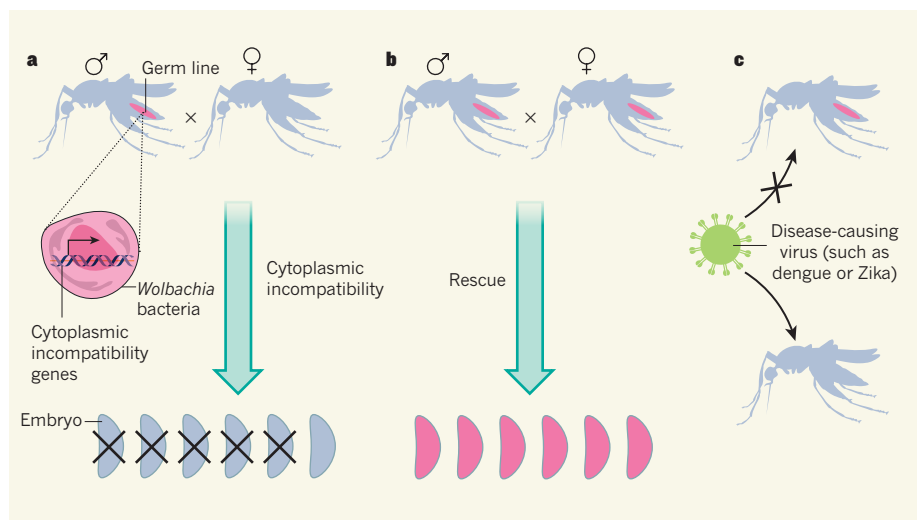 a
♂
Germ line
♀
×
Cytoplasmic
incompatibility
Wolbachia
bacteria
Cytoplasmic
incompatibility
genes
Embryo
b
♂
♀
×
Rescue
c
Disease-causing
virus (such as
dengue or Zika)